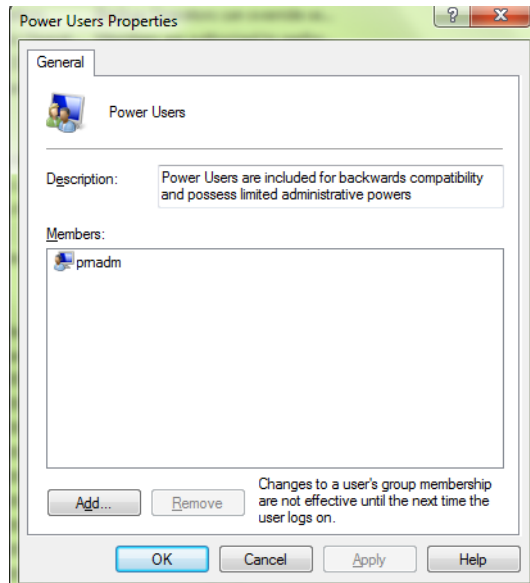 Power Users Properties
General
Power Users
Description:
Power Users are included for backwards compatibility
and possess limited administrative powers
Members:
pmadm
Add...
Remove
Changes to a user's group membership
are not effective until the next time the
user logs on.
OK
Cancel
Apply
Help